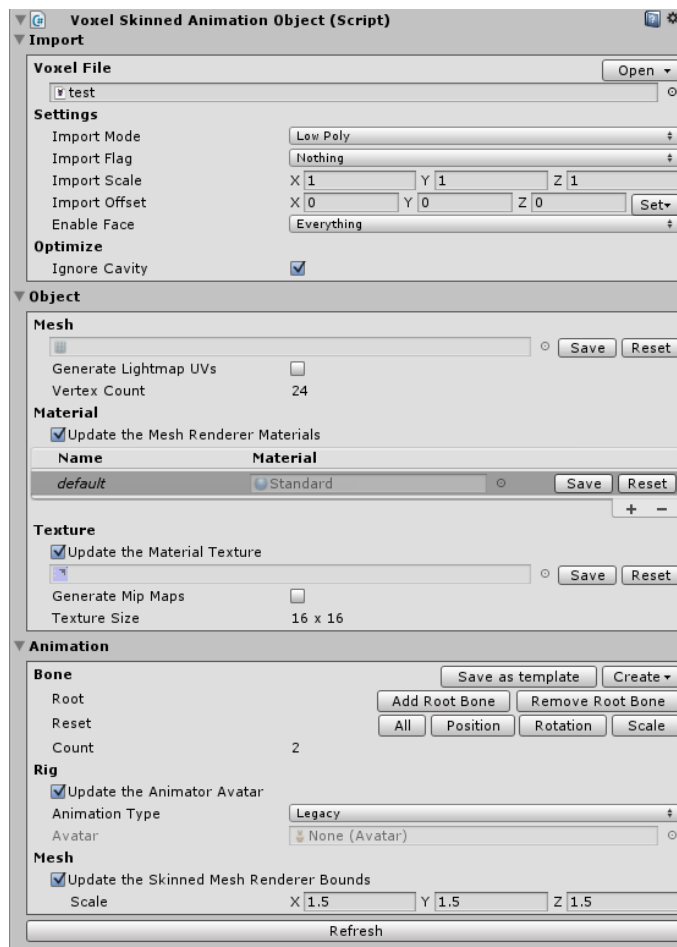 Voxel Skinned Animation Object (Script)
Import
Voxel File Open
test
Settings
Import Mode Low Poly
Import Flag Nothing
Import Scale X 1 Y 1 Z 1
Import Offset X 0 Y 0 Z 0 Set
Enable Face Everything
Optimize
Ignore Cavity
Object
Mesh
Save Reset
Generate Lightmap UVs
Vertex Count 24
Material
Update the Mesh Renderer Materials
Name Material
default Standard Save Reset
+ −
Texture
Update the Material Texture
Save Reset
Generate Mip Maps
Texture Size 16 x 16
Animation
Bone Save as template Create
Root Add Root Bone Remove Root Bone
Reset All Position Rotation Scale
Count 2
Rig
Update the Animator Avatar
Animation Type Legacy
Avatar None (Avatar)
Mesh
Update the Skinned Mesh Renderer Bounds
Scale X 1.5 Y 1.5 Z 1.5
Refresh